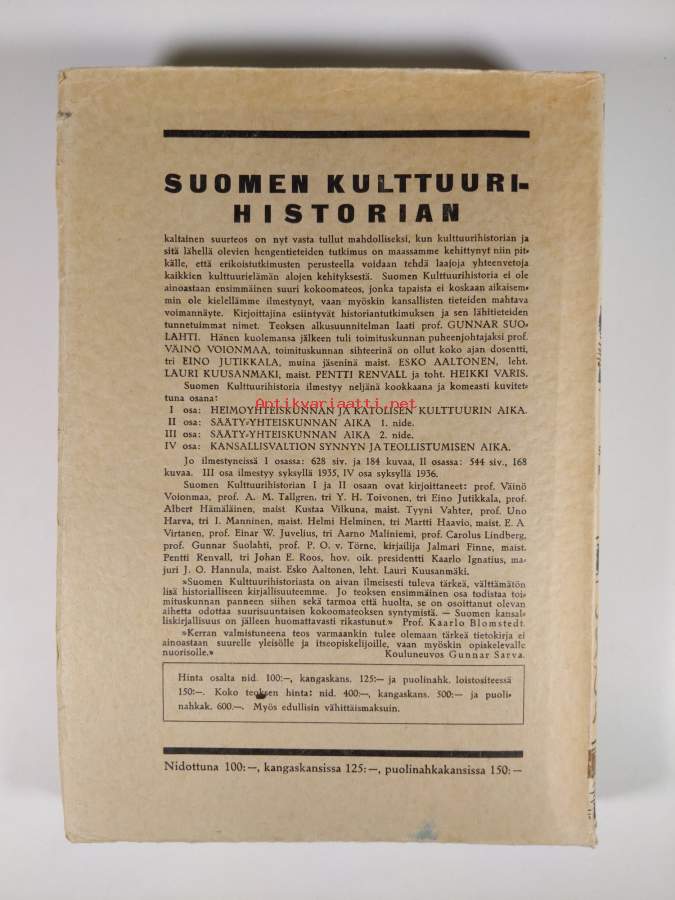 SUOMEN KULTTUURI-
HISTORIAN
kaltainen suurteos on nyt vasta tullut mahdolliseksi, kun kulttuurihistorian ja
sitä lähellä olevien hengentieteiden tutkimus on maassamme kehittynyt niin pit-
källe, että erikoistutkimusten perusteella voidaan tehdä laajoja yhteenvetoja
kaikkien kulttuurielämän alojen kehityksestä. Suomen Kulttuurihistoria ei ole
ainoastaan ensimmäinen suuri kokoomateos, jonka tapaista ei koskaan aikaisem-
min ole kielellämme ilmestynyt, vaan myöskin kansallisten tieteiden mahtava
voimannäyte. Kirjoittajina esiintyvät historiantutkimuksen ja sen lähitieteiden
tunnetuimmat nimet. Teoksen alkusuunnitelman laati prof. GUNNAR SUO-
LAHTI. Hänen kuolemansa jälkeen tuli toimituskunnan puheenjohtajaksi prof.
VÄINÖ VOIONMAA, toimituskunnan sihteerinä on ollut koko ajan dosentti,
tri EINO JUTIKKALA, muina jäseninä maist. ESKO AALTONEN, leht.
LAURI KUUSANMÄKI, maist. PENTTI RENVALL ja toht. HEIKKI VARIS.
Suomen Kulttuurihistoria ilmestyy neljänä kookkaana ja komeasti kuvitet-
tuna osana:
Antikvariaatti.net
I osa: HEIMOYHTEISKUNNAN JA KATOLISEN KULTTUURIN AIKA.
II osa: SÄÄTY-YHTEISKUNNAN AIKA 1. nide.
III osa: SÄÄTY-YHTEISKUNNAN AIKA 2. nide.
IV osa: KANSALLISVALTION SYNNYN JA TEOLLISTUMISEN AIKA.
Jo ilmestyneissä I osassa: 628 siv. ja 184 kuvaa, II osassa: 544 siv., 168
kuvaa. III osa ilmestyy syksyllä 1935, IV osa syksyllä 1936.
Suomen Kulttuurihistorian I ja II osaan ovat kirjoittaneet: prof. Väinö
Voionmaa, prof. A. M. Tallgren, tri Y. H. Toivonen, tri Eino Jutikkala, prof.
Albert Hämäläinen, maist Kustaa Vilkuna, maist. Tyyni Vahter, prof. Uno
Harva, tri I. Manninen, maist. Helmi Helminen, tri Martti Haavio, maist. E. A
Virtanen, prof. Einar W. Juvelius, tri Aarno Maliniemi, prof. Carolus Lindberg,
prof. Gunnar Suolahti, prof. P. O. v. Törne, kirjailija Jalmari Finne, maist.
Pentti Renvall, tri Johan E. Roos, hov. oik. presidentti Kaarlo Ignatius, ma-
juri J. O. Hannula, maist. Esko Aaltonen, leht. Lauri Kuusanmäki.
»Suomen Kulttuurihistoriasta on aivan ilmeisesti tuleva tärkeä, välttämätön
lisä historialliseen kirjallisuuteemme. Jo teoksen ensimmäinen osa todistaa toi-
mituskunnan panneen siihen sekä tarmoa että huolta, se on osoittanut olevan
aihetta odottaa suurisuuntaisen kokoomateoksen syntymistä. — Suomen kansal-
liskirjallisuus on jälleen huomattavasti rikastunut.» Prof. Kaarlo Blomstedt.
»Kerran valmistuneena teos varmaankin tulee olemaan tärkeä tietokirja ei
ainoastaan suurelle yleisölle ja itseopiskelijoille, vaan myöskin opiskelevalle
nuorisolle.» Kouluneuvos Gunnar Sarva.
Hinta osalta nid. 100:—, kangaskans. 125:— ja puolinahk. loistositeessä
150:—. Koko teoksen hinta: nid. 400:—, kangaskans. 500:— ja puoli-
nahkak. 600.—. Myös edullisin vähittäismaksuin.
Nidottuna 100:—, kangaskansissa 125:—, puolinahkakansissa 150:—